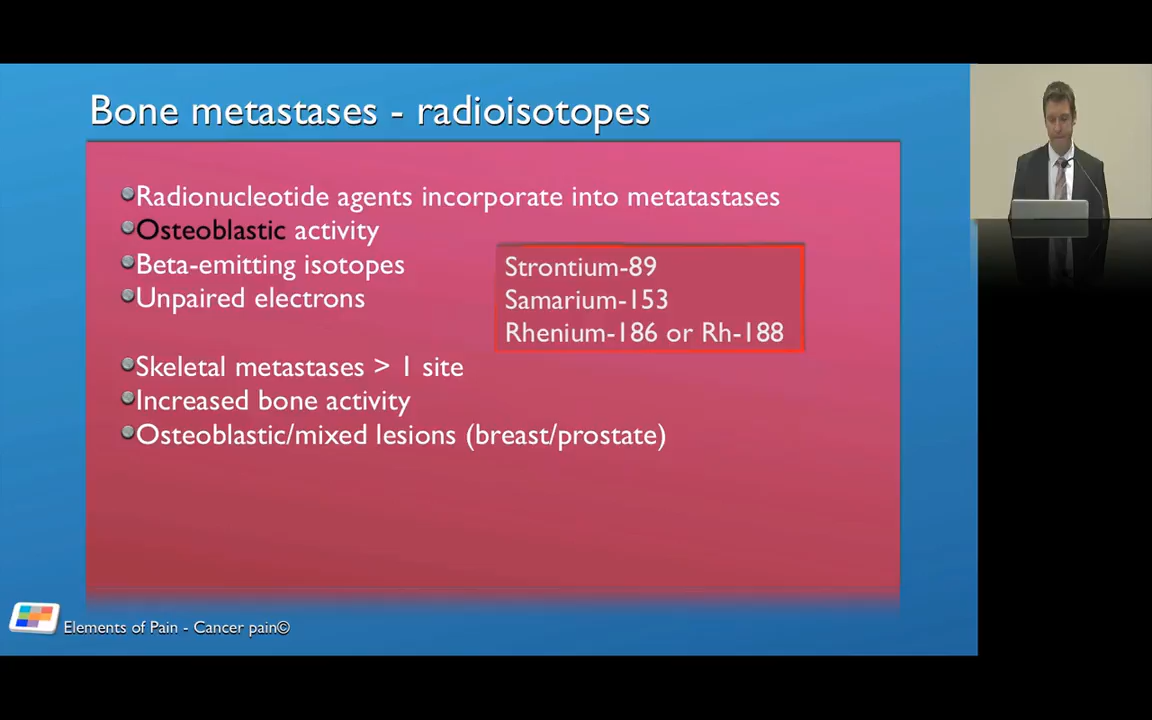 Bone metastases - radioisotopes
Radionucleotide agents incorporate into metatastases
Osteoblastic activity
Beta-emitting isotopes
Unpaired electrons
Strontium-89
Samarium-153
Rhenium-186 or Rh-188
Skeletal metastases > 1 site
Increased bone activity
Osteoblastic/mixed lesions (breast/prostate)
Elements of Pain - Cancer pain©